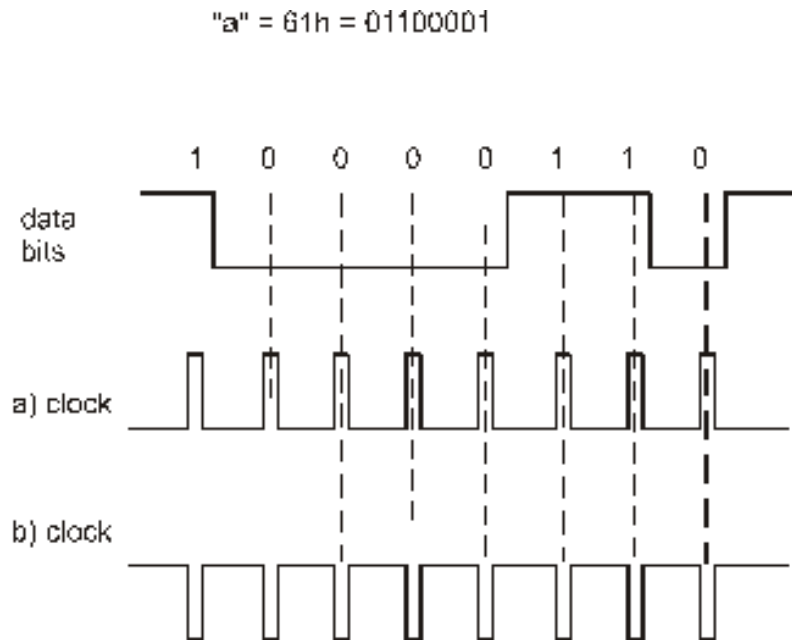 "a" = 61h = 01100001
1 0 0 0 0 1 1 0
data
bits
a) clock
b) clock